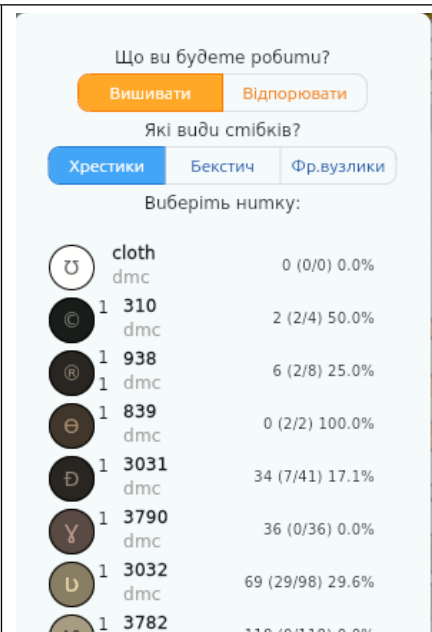 Що ви будете робити?
Вишивати Відпорювати
Які види стібків?
Хрестики Бекстич Фр.вузлики
Виберіть нитку:
℧ cloth 0 (0/0) 0.0%
dmc
© 1 310 2 (2/4) 50.0%
dmc
® 1 938 6 (2/8) 25.0%
1 dmc
ɵ 1 839 0 (2/2) 100.0%
dmc
Đ 1 3031 34 (7/41) 17.1%
dmc
Ɣ 1 3790 36 (0/36) 0.0%
dmc
ʋ 1 3032 69 (29/98) 29.6%
dmc
1 3782